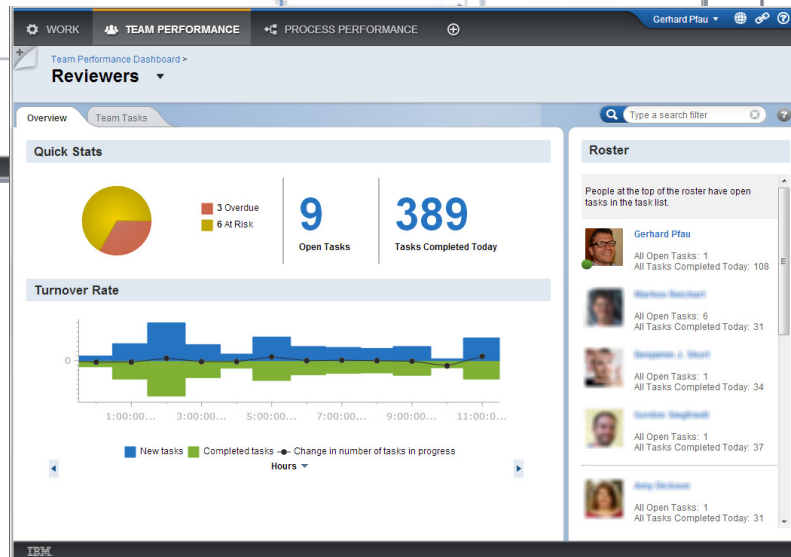 WORK
TEAM PERFORMANCE
PROCESS PERFORMANCE
Gerhard Pfau
Team Performance Dashboard >
Reviewers
Overview
Team Tasks
Type a search filter
Quick Stats
3 Overdue
6 At Risk
9
Open Tasks
389
Tasks Completed Today
Turnover Rate
0
1:00:00...
3:00:00...
5:00:00...
7:00:00...
9:00:00...
11:00:0...
New tasks
Completed tasks
Change in number of tasks in progress
Hours
Roster
People at the top of the roster have open
tasks in the task list.
Gerhard Pfau
All Open Tasks: 1
All Tasks Completed Today: 108
All Open Tasks: 6
All Tasks Completed Today: 31
All Open Tasks: 1
All Tasks Completed Today: 34
All Open Tasks: 1
All Tasks Completed Today: 37
All Open Tasks: 1
All Tasks Completed Today: 31
IBM